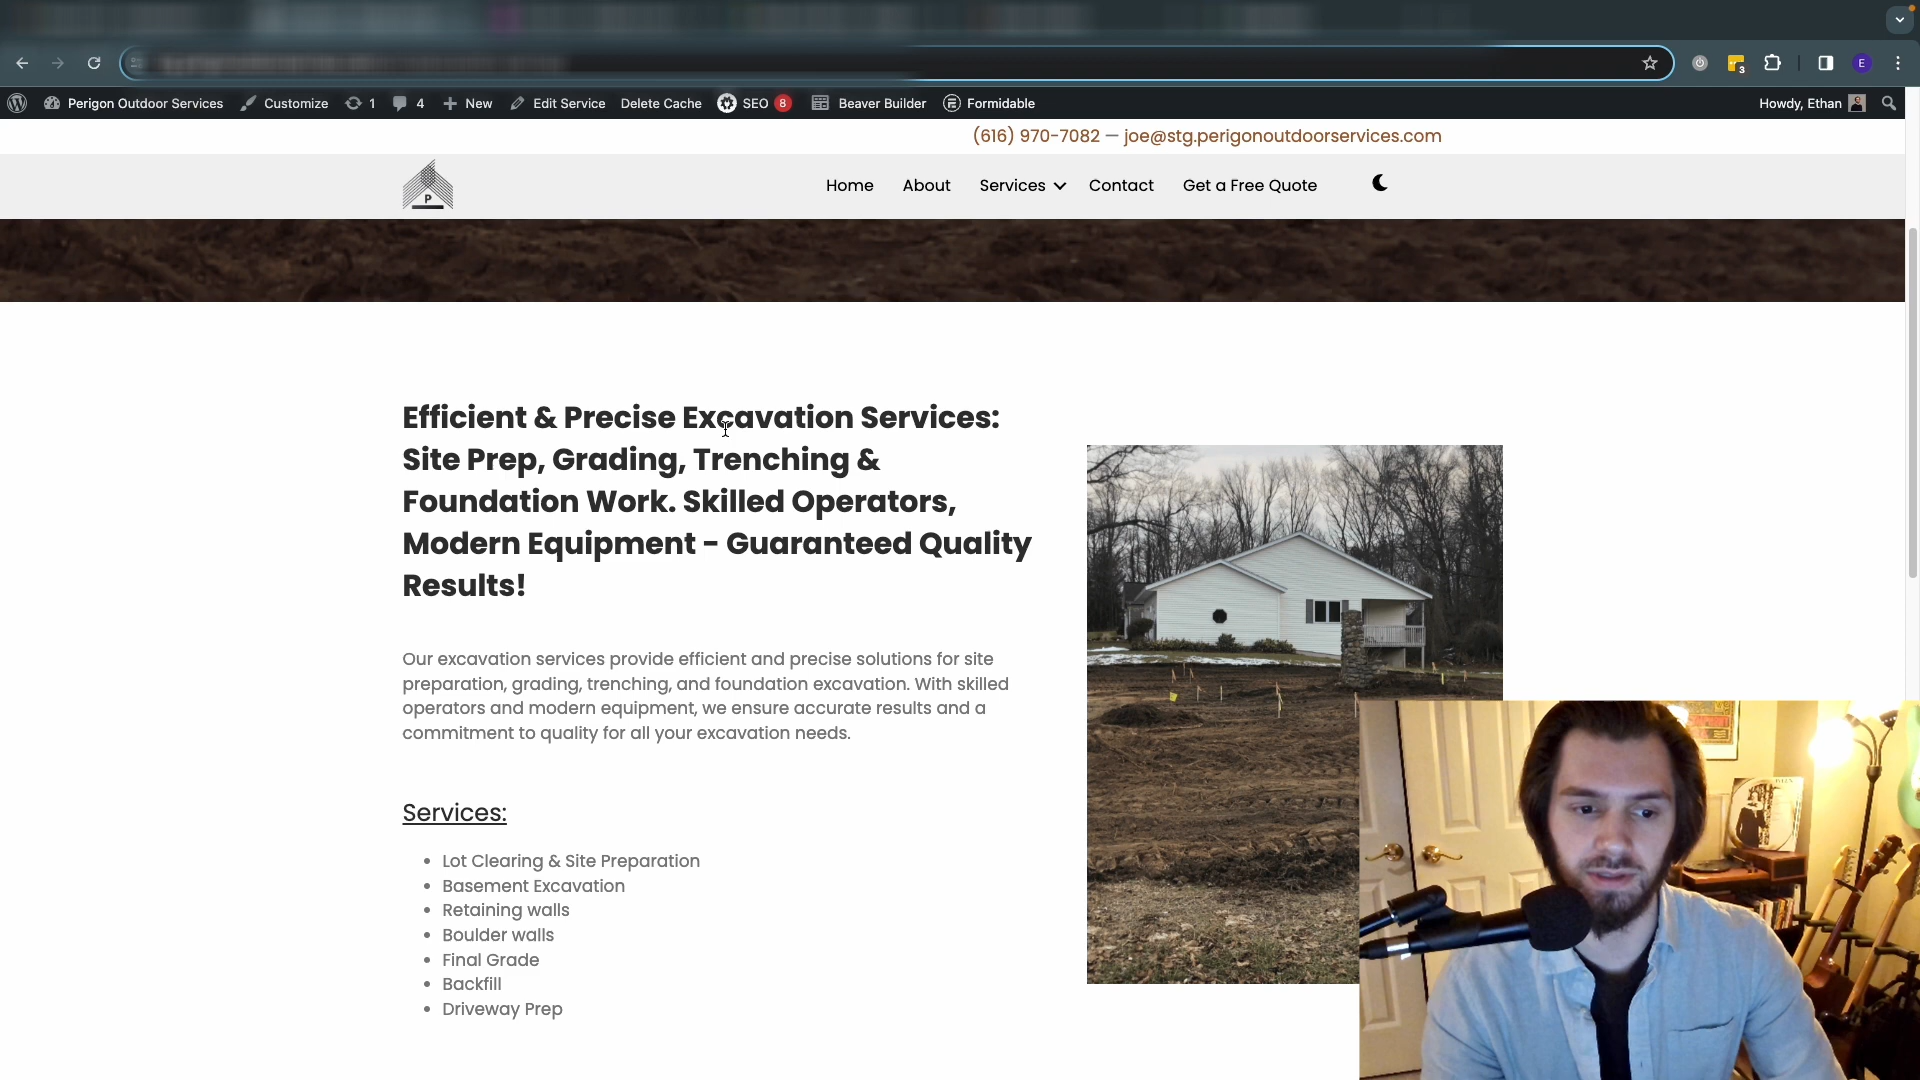 Perigon Outdoor Services Customize 1 4 New Edit Service Delete Cache SEO 8 Beaver Builder Formidable Howdy, Ethan
3
E
(616) 970-7082 — joe@stg.perigonoutdoorservices.com
P
Home About Services Contact Get a Free Quote
Efficient & Precise Excavation Services:
Site Prep, Grading, Trenching &
Foundation Work. Skilled Operators,
Modern Equipment - Guaranteed Quality
Results!
Our excavation services provide efficient and precise solutions for site
preparation, grading, trenching, and foundation excavation. With skilled
operators and modern equipment, we ensure accurate results and a
commitment to quality for all your excavation needs.
Services:
Lot Clearing & Site Preparation
Basement Excavation
Retaining walls
Boulder walls
Final Grade
Backfill
Driveway Prep